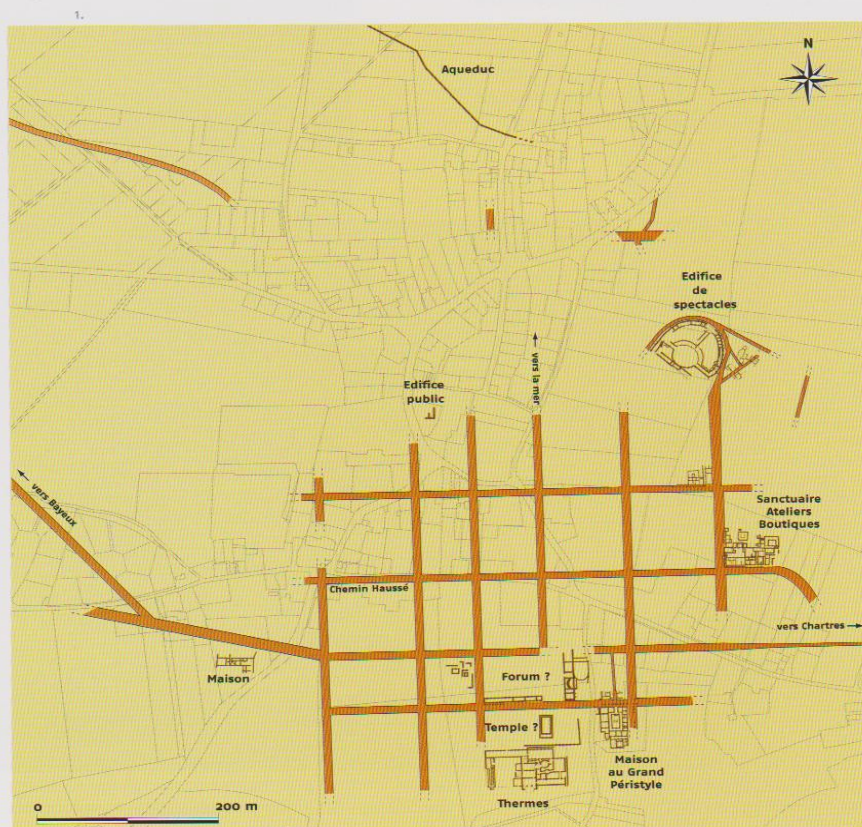 1.
N
Aqueduc
Edifice
de
spectacles
vers la mer
Edifice
public
vers Bayeux
Sanctuaire
Ateliers
Boutiques
Chemin Haussé
vers Chartres
Maison
Forum ?
Temple ?
Maison
au Grand
Péristyle
Thermes
0
200 m